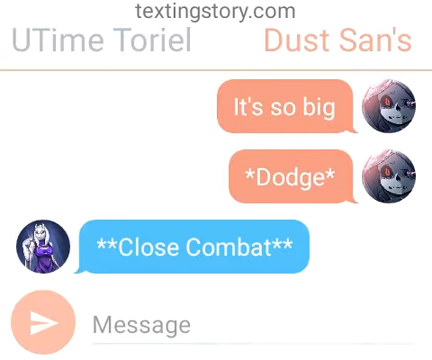 textingstory.com
UTime Toriel
Dust San's
It's so big
*Dodge*
**Close Combat**
Message